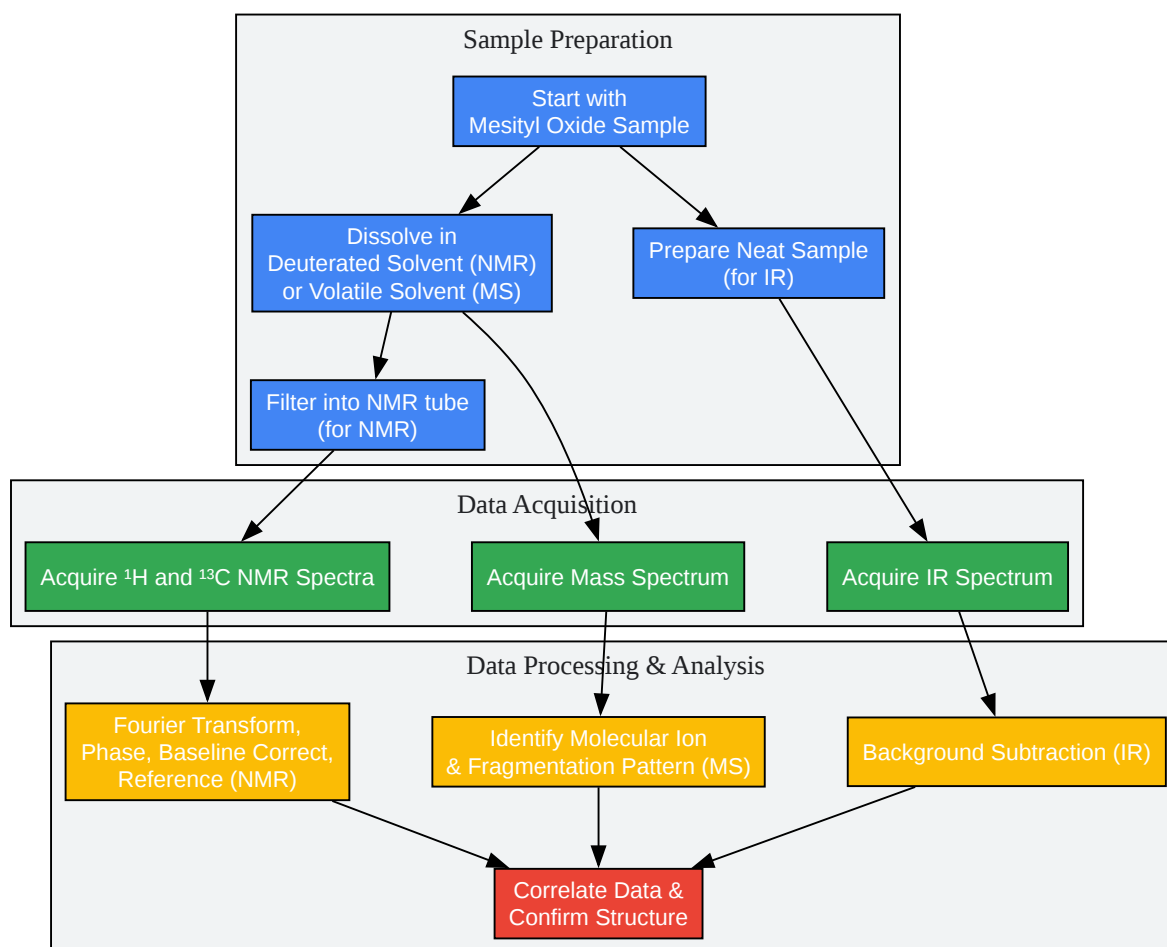 Sample Preparation
Start with
Mesityl Oxide Sample
Dissolve in
Deuterated Solvent (NMR)
or Volatile Solvent (MS)
Prepare Neat Sample
(for IR)
Filter into NMR tube
(for NMR)
Data Acquisition
Acquire ¹H and ¹³C NMR Spectra
Acquire Mass Spectrum
Acquire IR Spectrum
Data Processing & Analysis
Fourier Transform,
Phase, Baseline Correct,
Reference (NMR)
Identify Molecular Ion
& Fragmentation Pattern (MS)
Background Subtraction (IR)
Correlate Data &
Confirm Structure